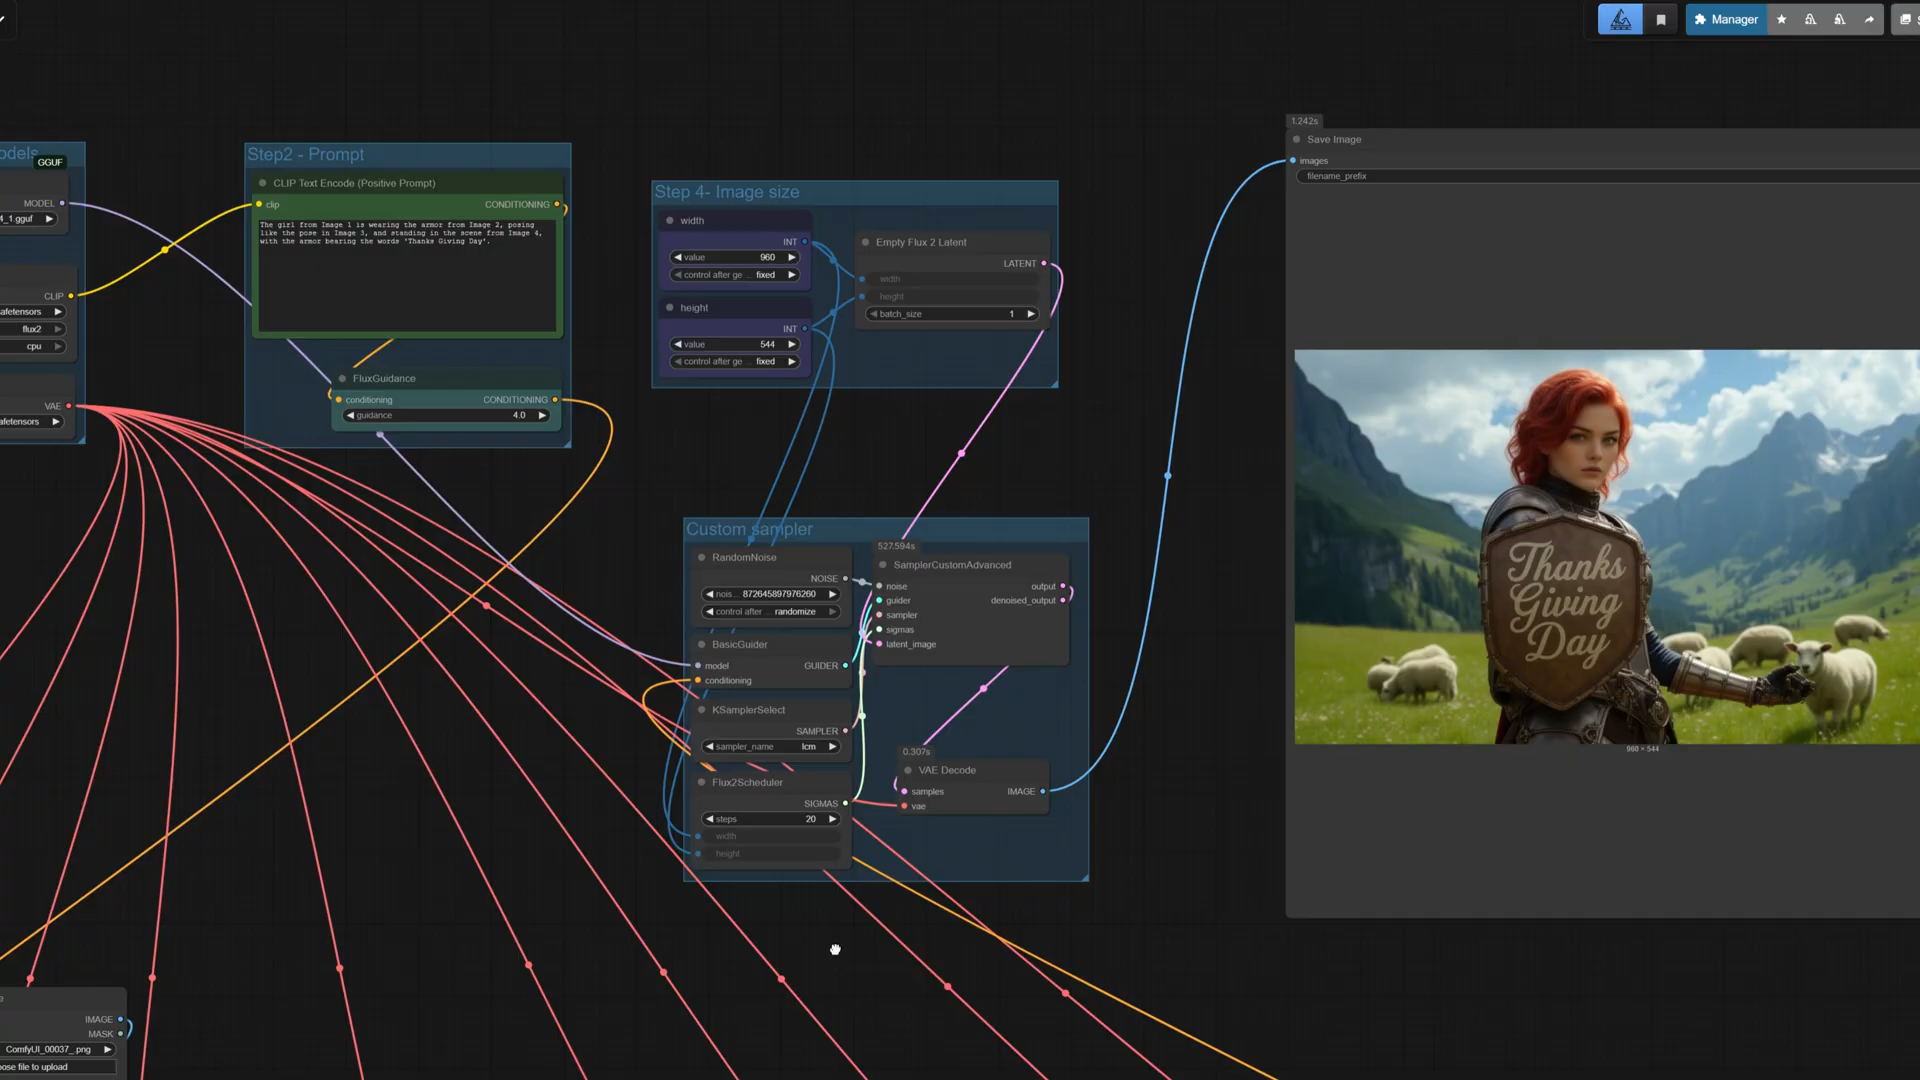 Manager
odels
GGUF
MODEL
4_1.gguf
CLIP
afetensors
flux2
cpu
VAE
afetensors
Step2 - Prompt
CLIP Text Encode (Positive Prompt)
clip
CONDITIONING
The girl from Image 1 is wearing the armor from Image 2, posing
like the pose in Image 3, and standing in the scene from Image 4,
with the armor bearing the words 'Thanks Giving Day'.
FluxGuidance
conditioning
CONDITIONING
guidance
4.0
Step 4- Image size
width
INT
value
960
control after ge ...
fixed
height
INT
value
544
control after ge ...
fixed
Empty Flux 2 Latent
LATENT
width
height
batch_size
1
Custom sampler
RandomNoise
NOISE
nois ...
872645897976260
control after ...
randomize
BasicGuider
model
GUIDER
conditioning
KSamplerSelect
SAMPLER
sampler_name
lcm
Flux2Scheduler
SIGMAS
steps
20
width
height
527.594s
SamplerCustomAdvanced
noise
output
guider
denoised_output
sampler
sigmas
latent_image
0.307s
VAE Decode
samples
IMAGE
vae
1.242s
Save Image
images
filename_prefix
Thanks
Giving
Day
960 × 544
IMAGE
MASK
ComfyUI_00037_.png
oose file to upload